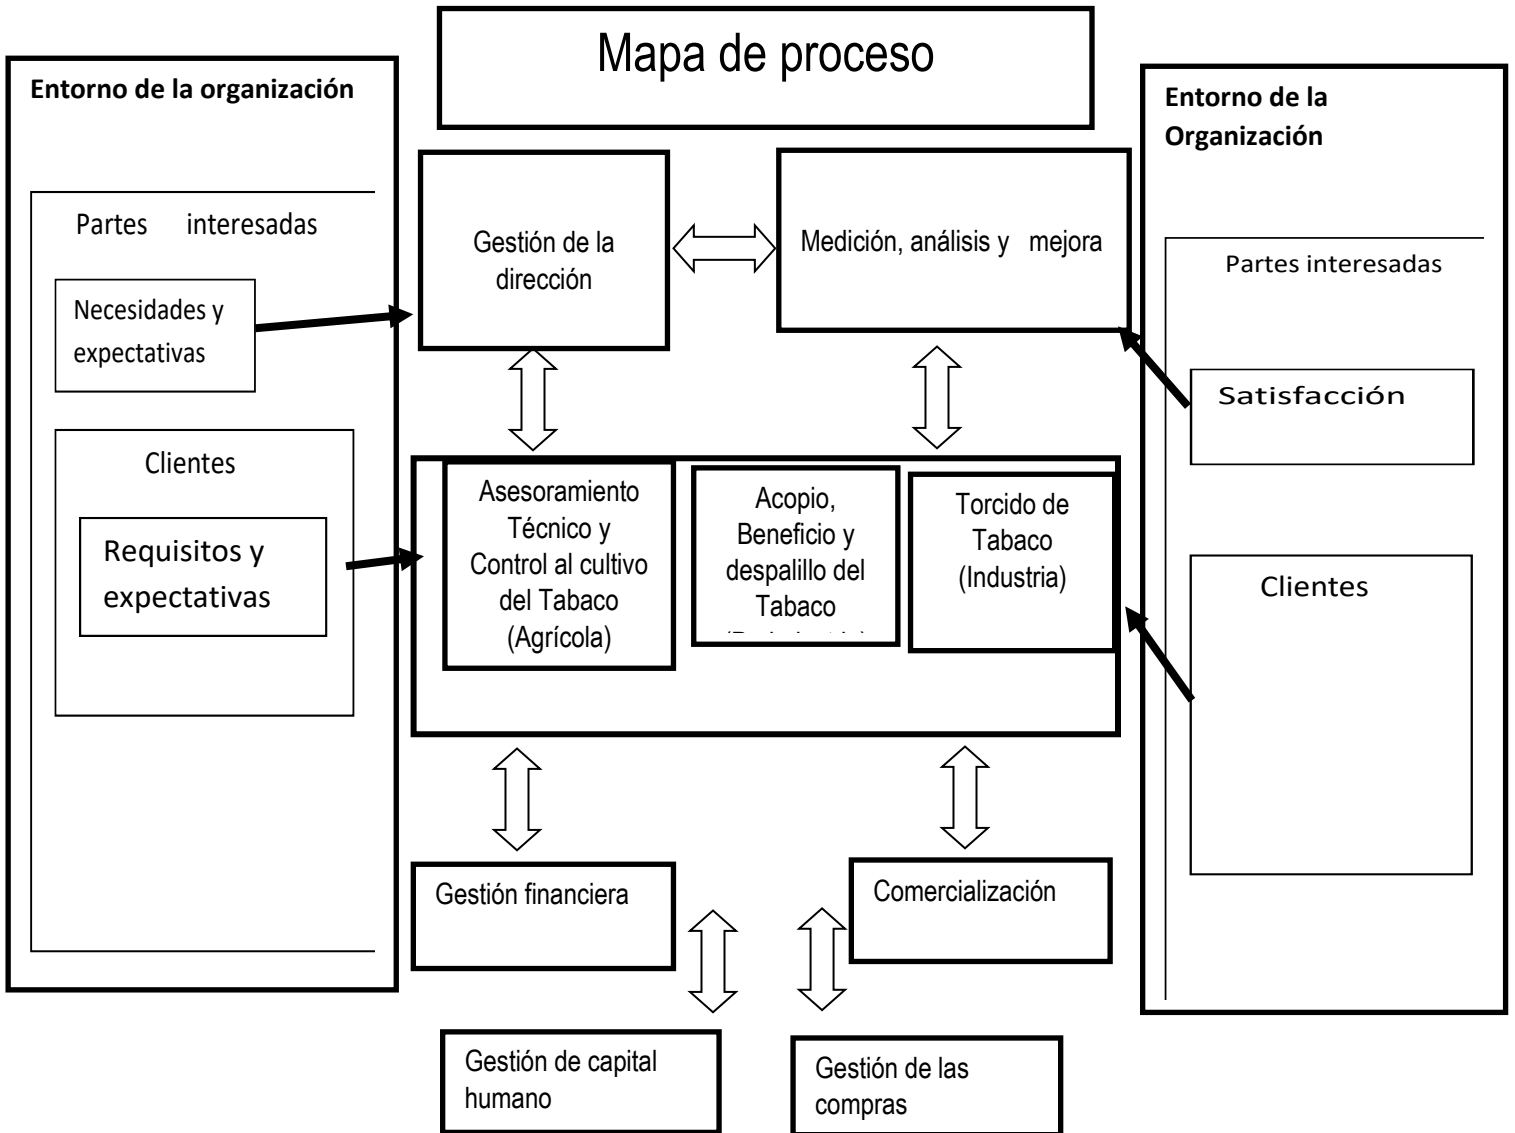 Mapa de proceso
Entorno de la organización
Partes interesadas
Necesidades y
expectativas
Clientes
Requisitos y
expectativas
Gestión de la
dirección
Medición, análisis y mejora
Asesoramiento
Técnico y
Control al cultivo
del Tabaco
(Agrícola)
Acopio,
Beneficio y
despalillo del
Tabaco
Torcido de
Tabaco
(Industria)
Gestión financiera
Comercialización
Gestión de capital
humano
Gestión de las
compras
Entorno de la
Organización
Partes interesadas
Satisfacción
Clientes